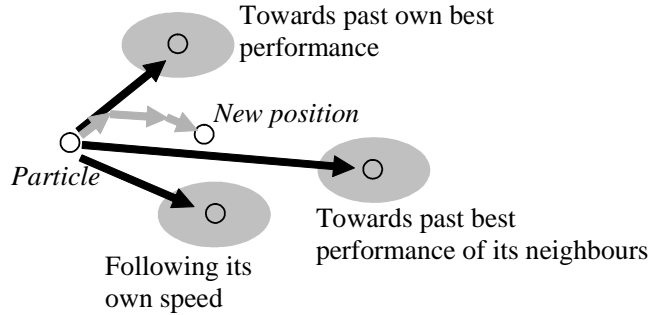 Towards past own best
performance
New position
Particle
Towards past best
performance of its neighbours
Following its
own speed